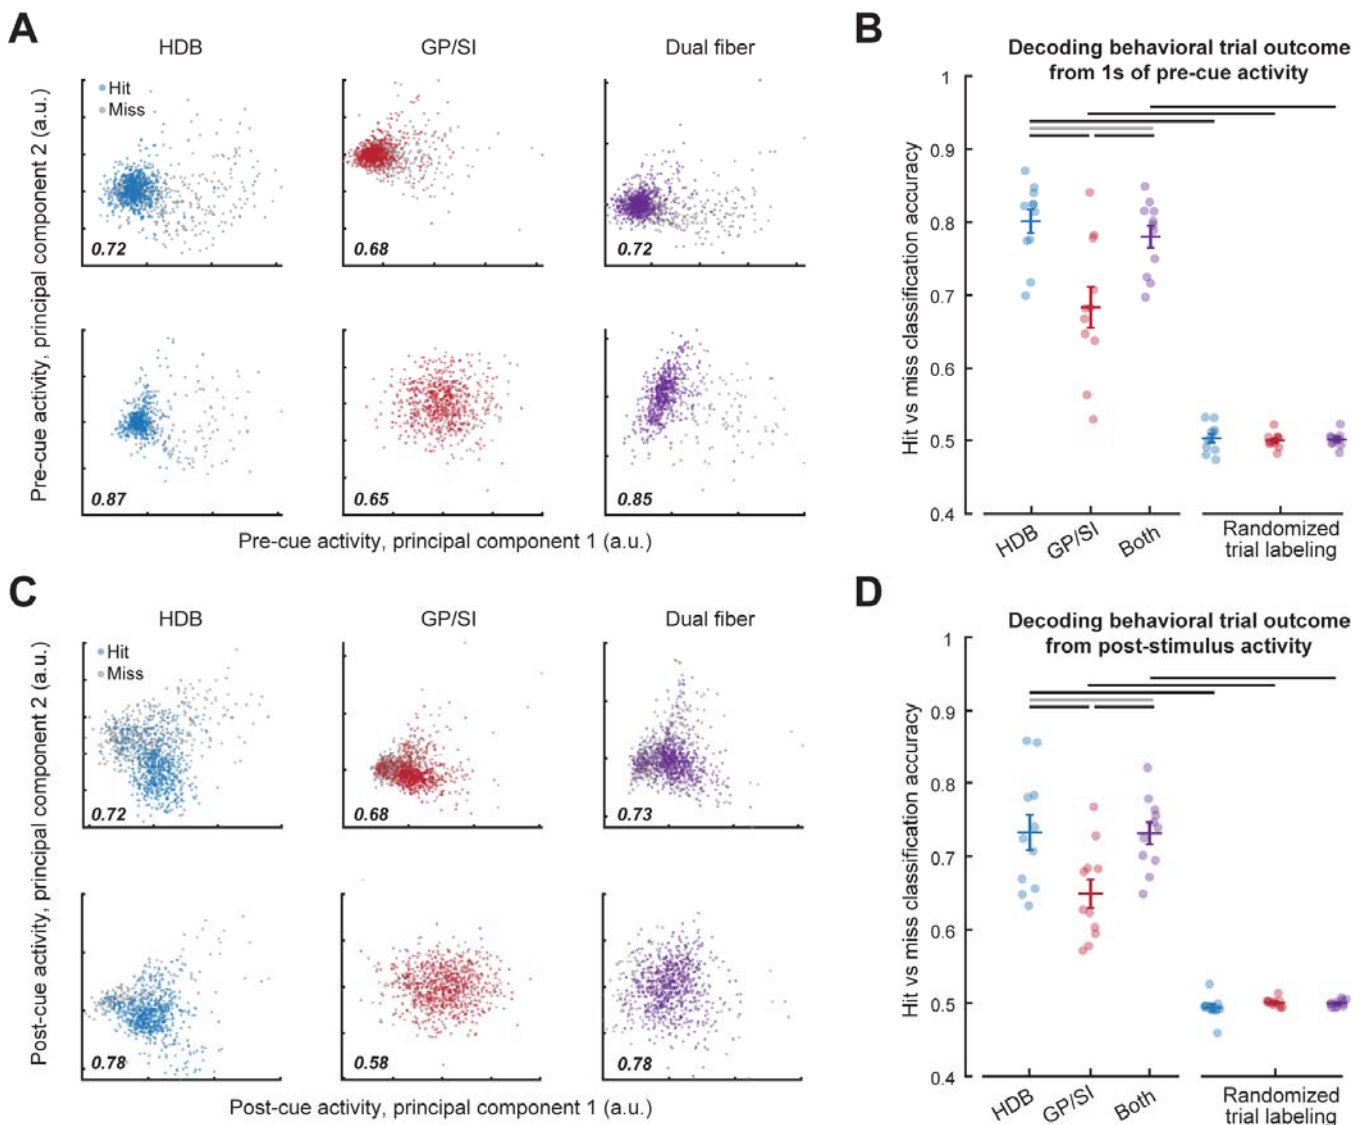 A
HDB
GP/SI
Dual fiber
Pre-cue activity, principal component 2 (a.u.)
Hit
Miss
0.72
0.68
0.72
0.87
0.65
0.85
Pre-cue activity, principal component 1 (a.u.)
B
Decoding behavioral trial outcome
from 1s of pre-cue activity
Hit vs miss classification accuracy
1
0.9
0.8
0.7
0.6
0.5
0.4
HDB
GP/SI
Both
Randomized
trial labeling
C
HDB
GP/SI
Dual fiber
Post-cue activity, principal component 2 (a.u.)
Hit
Miss
0.72
0.68
0.73
0.78
0.58
0.78
Post-cue activity, principal component 1 (a.u.)
D
Decoding behavioral trial outcome
from post-stimulus activity
Hit vs miss classification accuracy
1
0.9
0.8
0.7
0.6
0.5
0.4
HDB
GP/SI
Both
Randomized
trial labeling